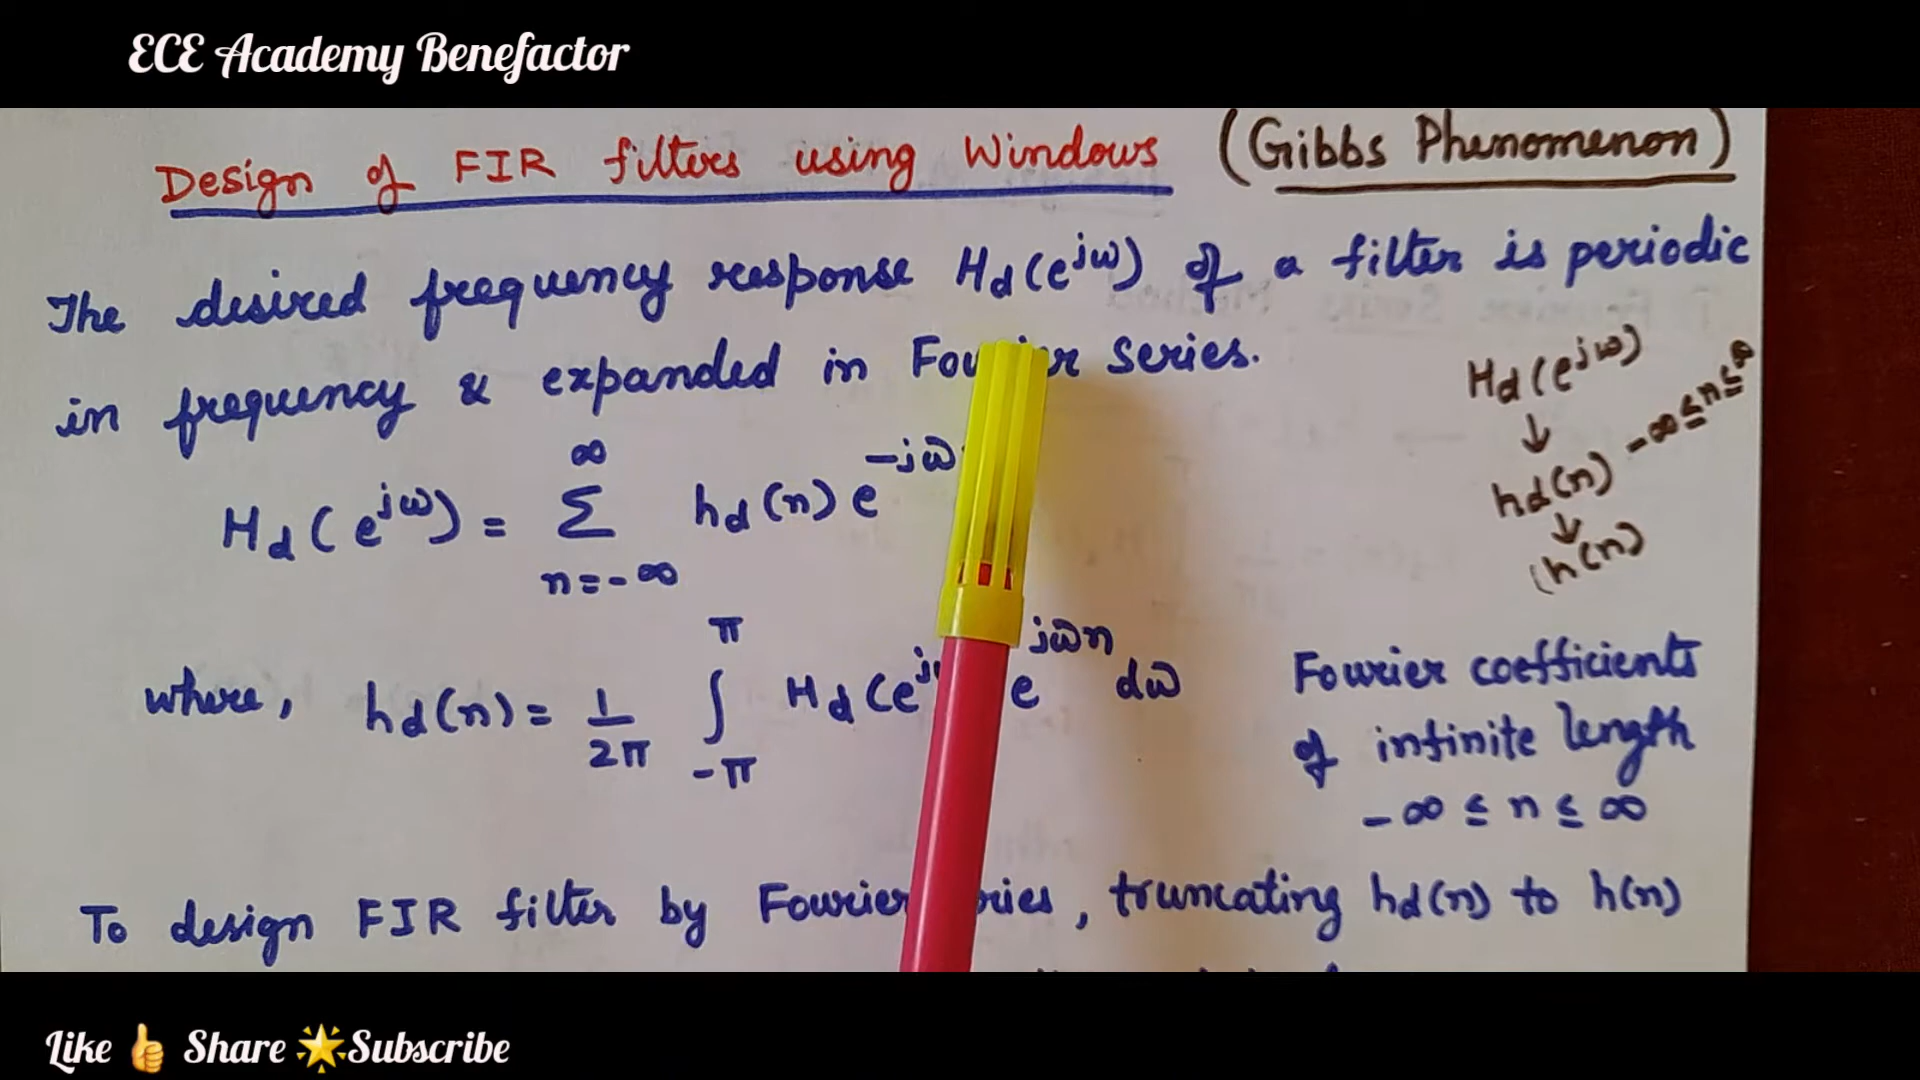 ECE Academy Benefactor
Design of FIR filters using Windows (Gibbs Phenomenon)
The desired frequency response Hd(e^jω) of a filter is periodic
in frequency & expanded in Fourier Series.
Hd(e^jω)
↓
hd(n) -∞≤n≤∞
↓
h(n)
Hd(e^jω) = ∞ Σ n=-∞ hd(n) e^-jω
where, hd(n) = 1/2π ∫ π -π Hd(e^j e^jωn dω
Fourier coefficients
of infinite length
-∞ ≤ n ≤ ∞
To design FIR filter by Fourier Series, truncating hd(n) to h(n)
Like 👍 Share 🌟Subscribe